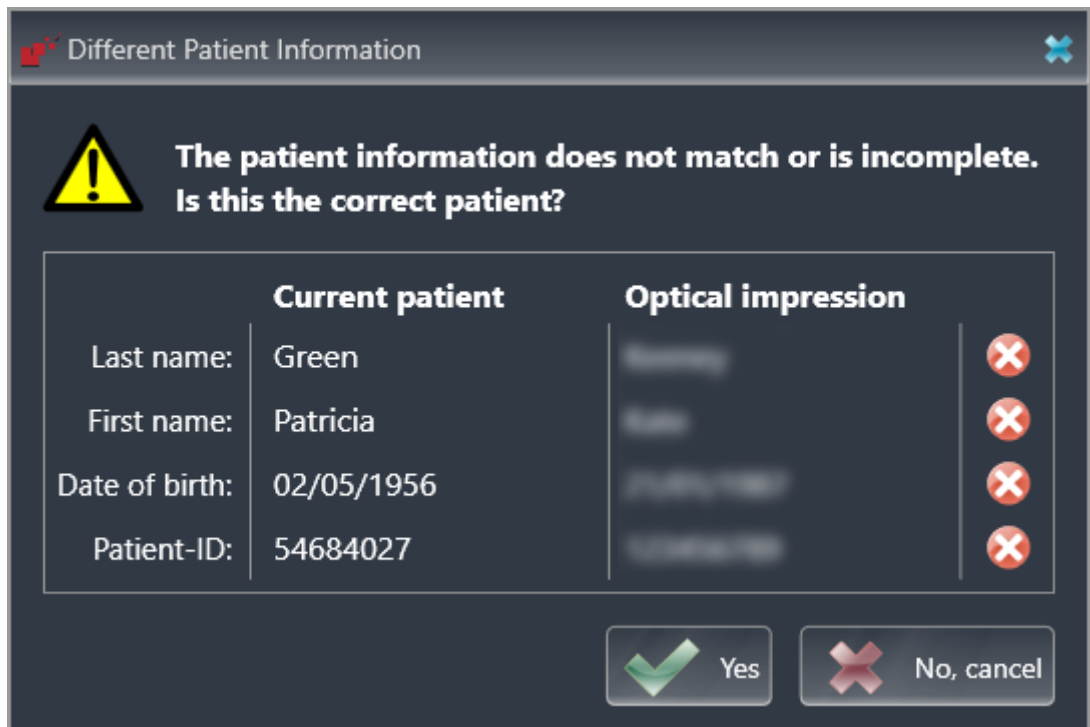 Different Patient Information
The patient information does not match or is incomplete.
Is this the correct patient?
Current patient Optical impression
Last name: Green
First name: Patricia
Date of birth: 02/05/1956
Patient-ID: 54684027
Yes No, cancel